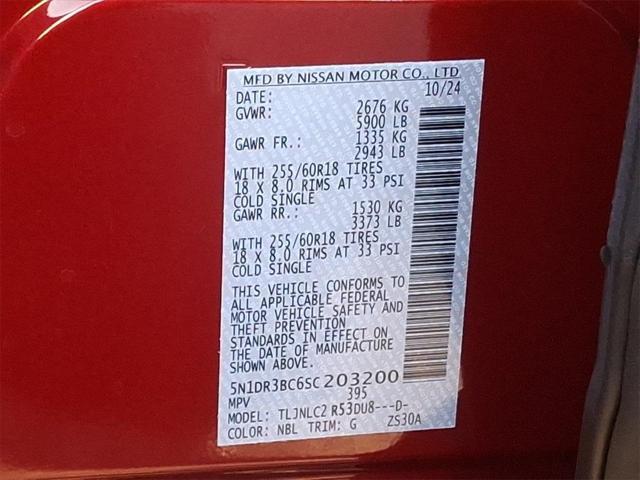 MFD BY NISSAN MOTOR CO., LTD
DATE: 10/24
GVWR: 2676 KG
5900 LB
GAWR FR.: 1335 KG
2943 LB
WITH 255/60R18 TIRES
18 X 8.0 RIMS AT 33 PSI
COLD SINGLE
GAWR RR.: 1530 KG
3373 LB
WITH 255/60R18 TIRES
18 X 8.0 RIMS AT 33 PSI
COLD SINGLE
THIS VEHICLE CONFORMS TO
ALL APPLICABLE FEDERAL
MOTOR VEHICLE SAFETY AND
THEFT PREVENTION
STANDARDS IN EFFECT ON
THE DATE OF MANUFACTURE
SHOWN ABOVE.
5N1DR3BC6SC203200
MPV 395
MODEL: TLJNLC2 R53DU8---D-
COLOR: NBL TRIM: G ZS30A